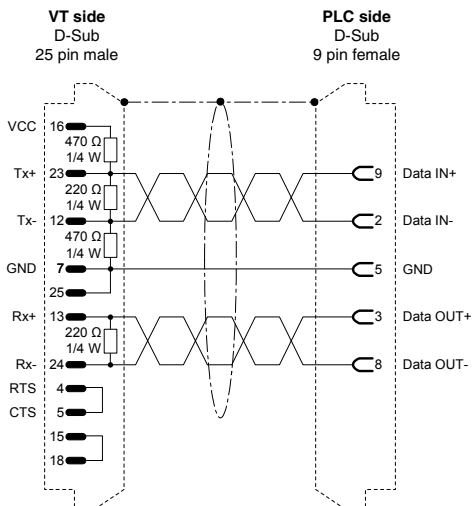 VT side
D-Sub
25 pin male
PLC side
D-Sub
9 pin female
VCC 16
470 Ω
1/4 W
Tx+ 23
9 Data IN+
220 Ω
1/4 W
Tx- 12
2 Data IN-
470 Ω
1/4 W
GND 7
5 GND
25
Rx+ 13
3 Data OUT+
220 Ω
1/4 W
Rx- 24
8 Data OUT-
RTS 4
CTS 5
15
18